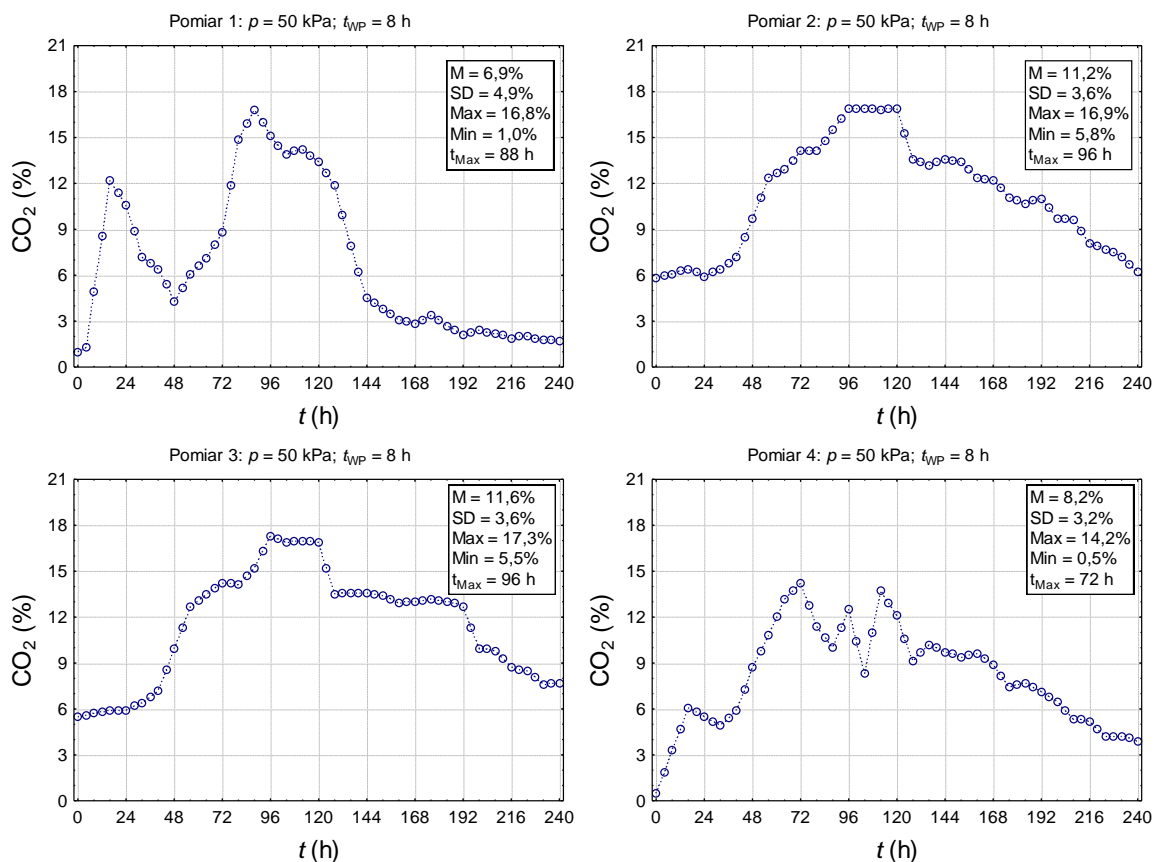 Pomiar 1: p = 50 kPa; tWP = 8 h
21
18
15
12
9
6
3
0
CO2 (%)
M = 6,9%
SD = 4,9%
Max = 16,8%
Min = 1,0%
tMax = 88 h
0 24 48 72 96 120 144 168 192 216 240
t (h)
Pomiar 2: p = 50 kPa; tWP = 8 h
21
18
15
12
9
6
3
0
CO2 (%)
M = 11,2%
SD = 3,6%
Max = 16,9%
Min = 5,8%
tMax = 96 h
0 24 48 72 96 120 144 168 192 216 240
t (h)
Pomiar 3: p = 50 kPa; tWP = 8 h
21
18
15
12
9
6
3
0
CO2 (%)
M = 11,6%
SD = 3,6%
Max = 17,3%
Min = 5,5%
tMax = 96 h
0 24 48 72 96 120 144 168 192 216 240
t (h)
Pomiar 4: p = 50 kPa; tWP = 8 h
21
18
15
12
9
6
3
0
CO2 (%)
M = 8,2%
SD = 3,2%
Max = 14,2%
Min = 0,5%
tMax = 72 h
0 24 48 72 96 120 144 168 192 216 240
t (h)